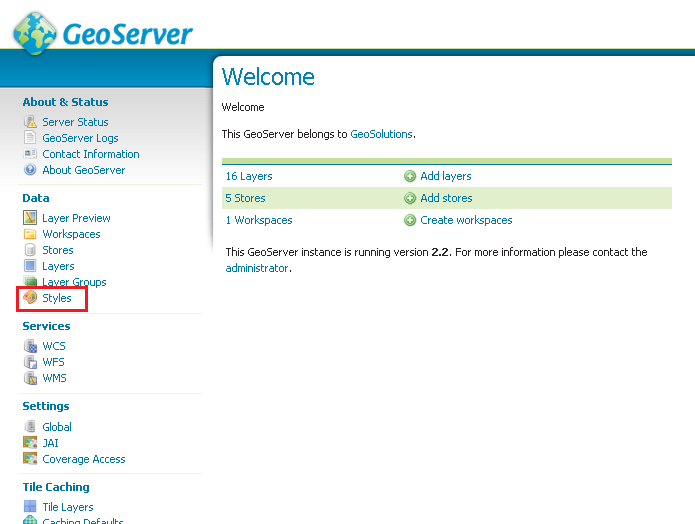 GeoServer
About & Status
Server Status
GeoServer Logs
Contact Information
About GeoServer
Data
Layer Preview
Workspaces
Stores
Layers
Layer Groups
Styles
Services
WCS
WFS
WMS
Settings
Global
JAI
Coverage Access
Tile Caching
Tile Layers
Caching Defaults
Welcome
Welcome
This GeoServer belongs to GeoSolutions.
16 Layers Add layers
5 Stores Add stores
1 Workspaces Create workspaces
This GeoServer instance is running version 2.2. For more information please contact the
administrator.